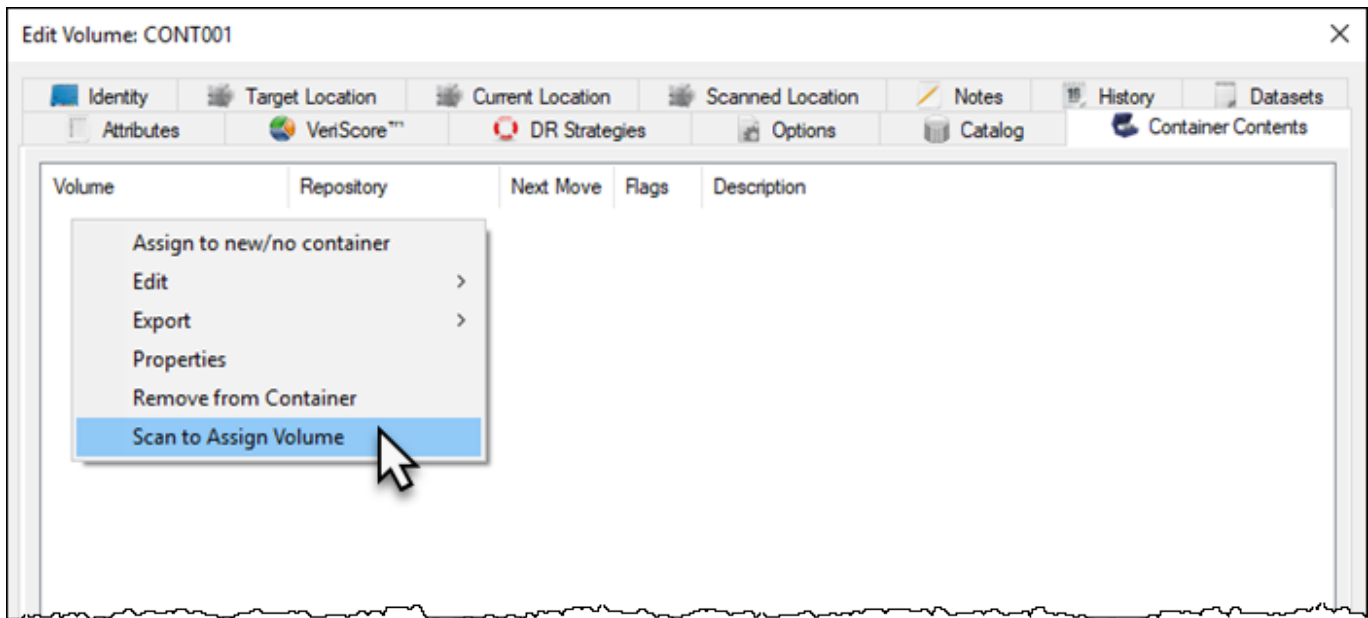 Edit Volume: CONT001
Identity Target Location Current Location Scanned Location Notes History Datasets
Attributes VeriScore™ DR Strategies Options Catalog Container Contents
Volume Repository Next Move Flags Description
Assign to new/no container
Edit
Export
Properties
Remove from Container
Scan to Assign Volume